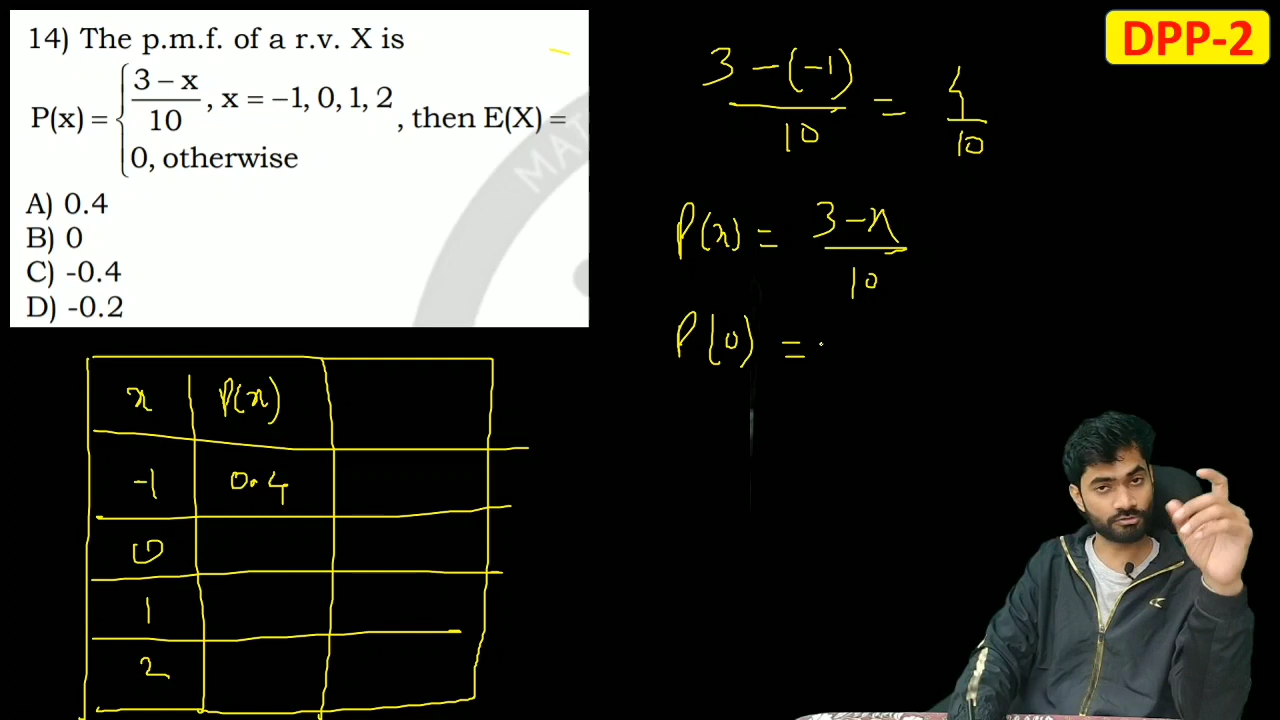 14) The p.m.f. of a r.v. X is
P(x) = { (3 − x)/10 , x = −1, 0, 1, 2
0, otherwise , then E(X) =
A) 0.4
B) 0
C) -0.4
D) -0.2
MAT
DPP-2
3 − (−1) / 10 = 4/10
P(x) = 3 − x / 10
P(0) =
x P(x)
-1 0.4
0
1
2